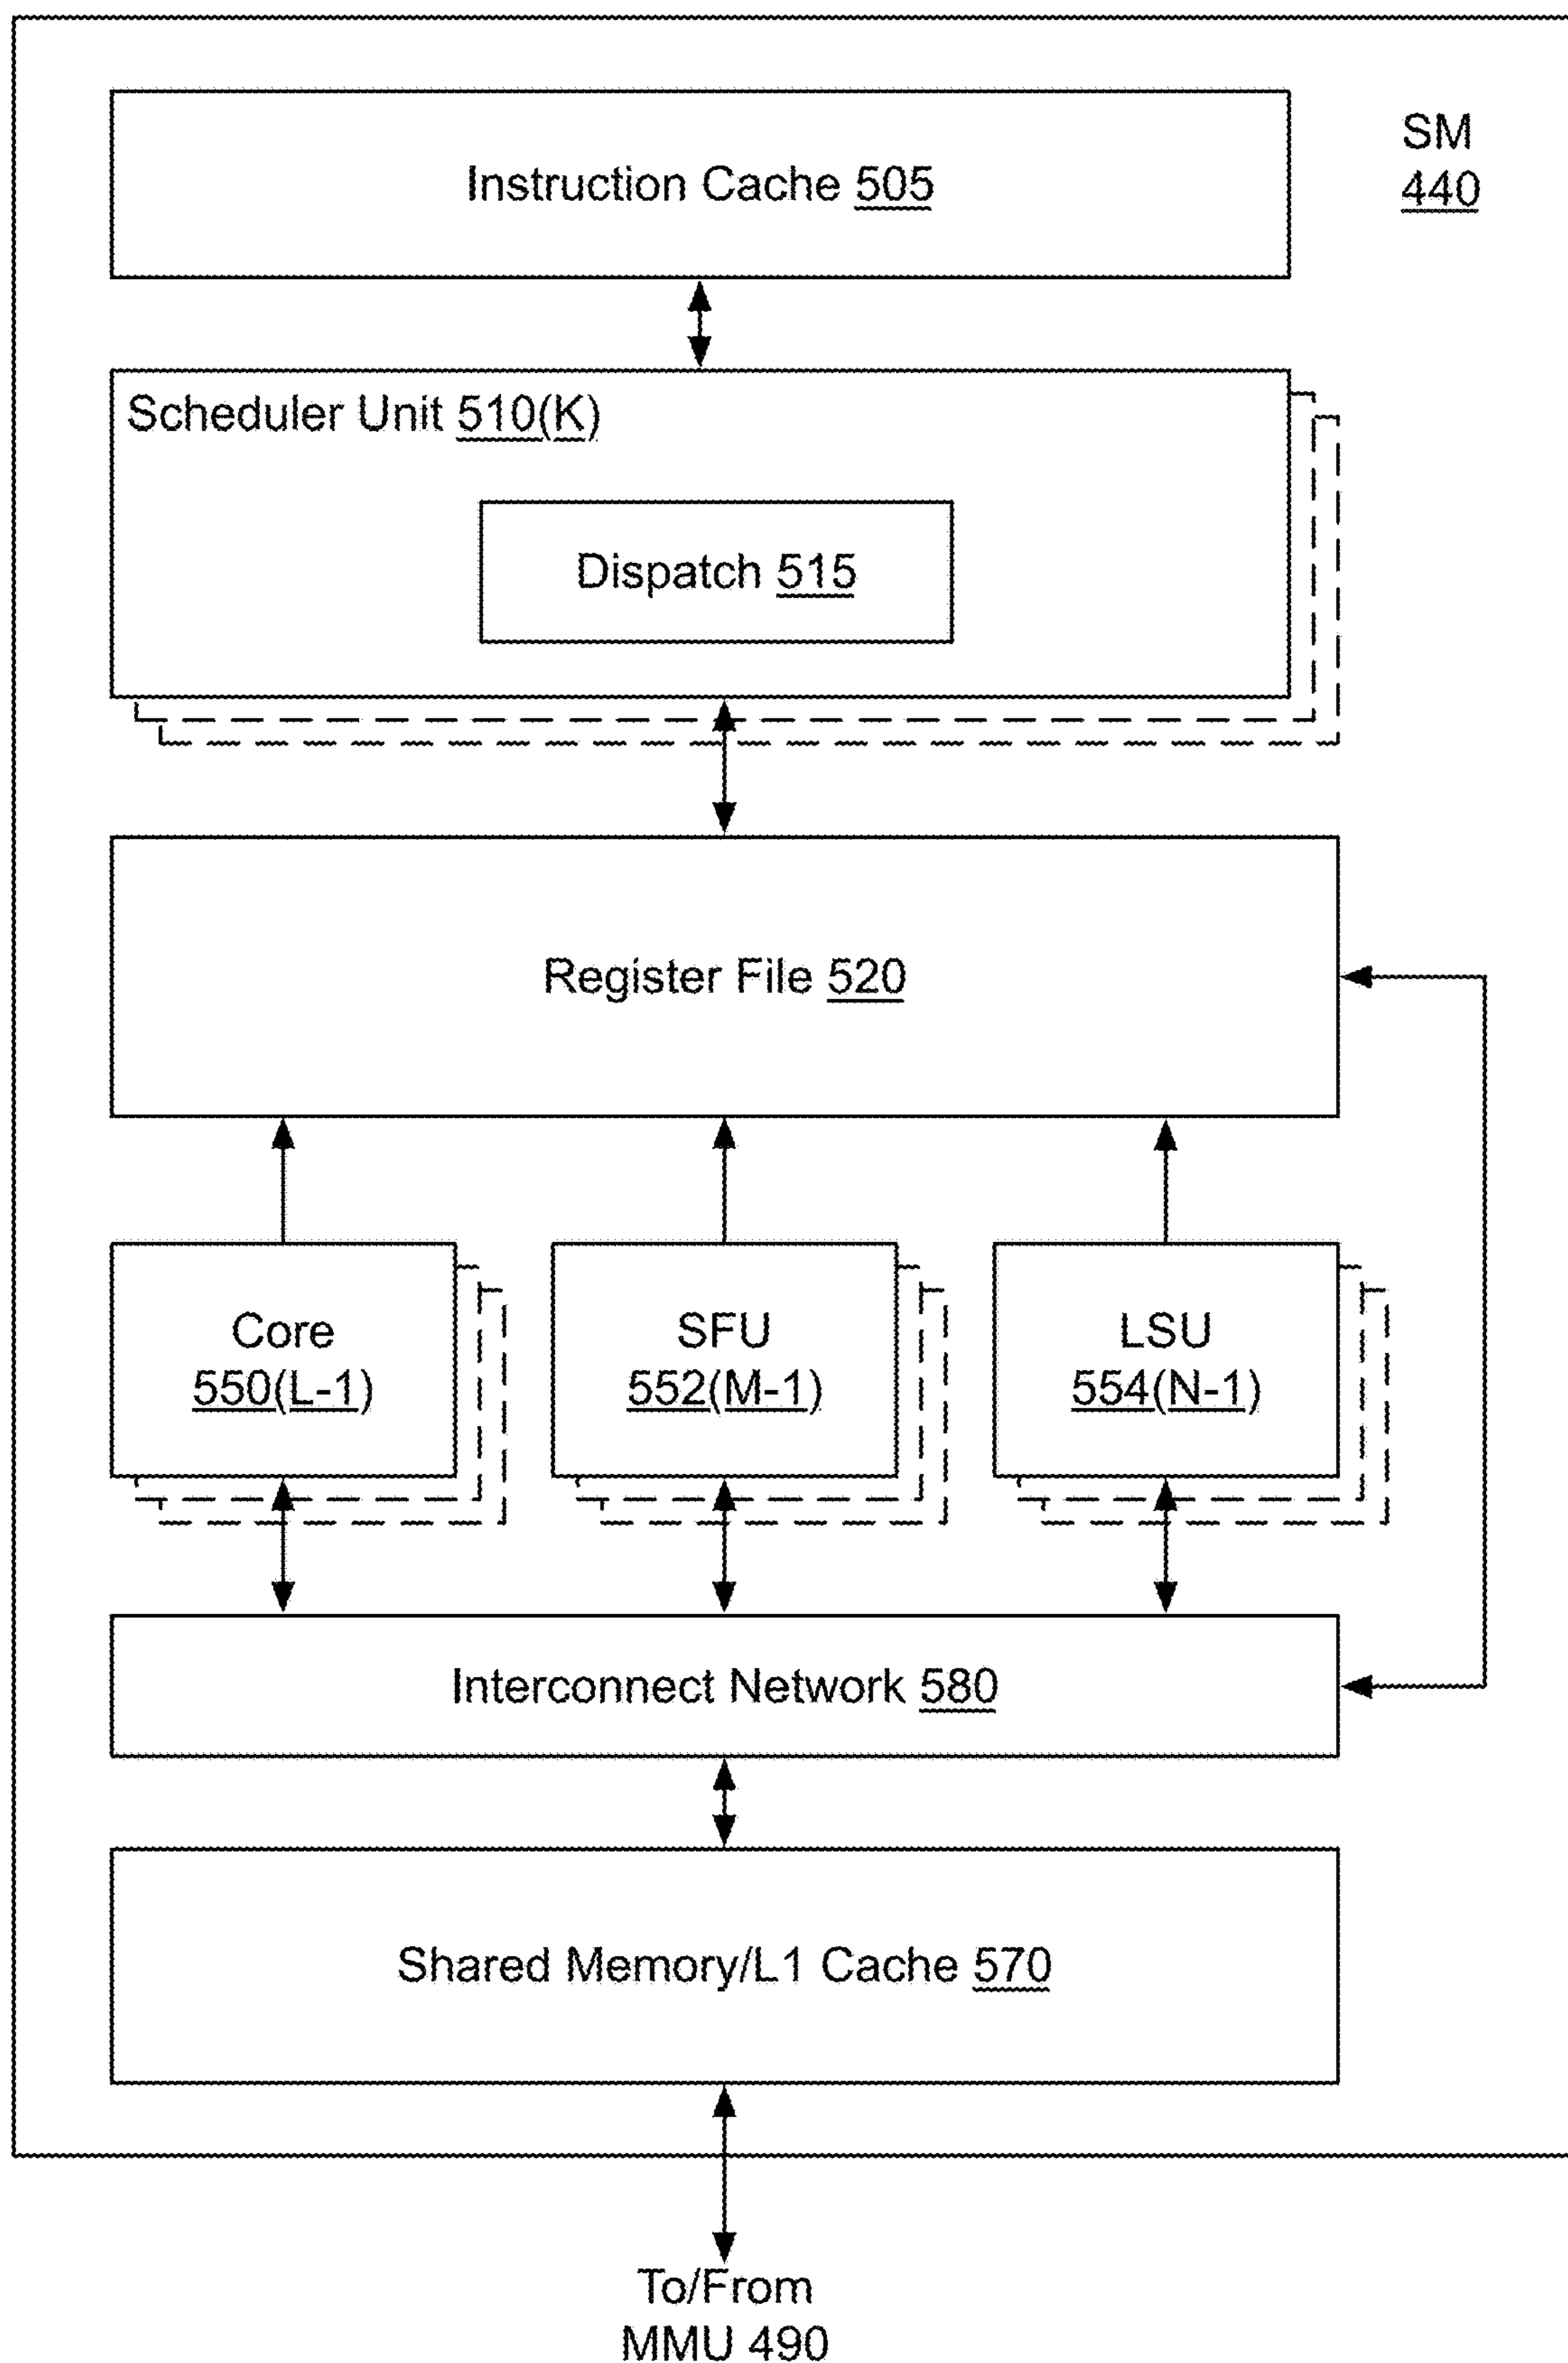 SM
440
Instruction Cache 505
Scheduler Unit 510(K)
Dispatch 515
Register File 520
Core
550(L-1)
SFU
552(M-1)
LSU
554(N-1)
Interconnect Network 580
Shared Memory/L1 Cache 570
To/From
MMU 490